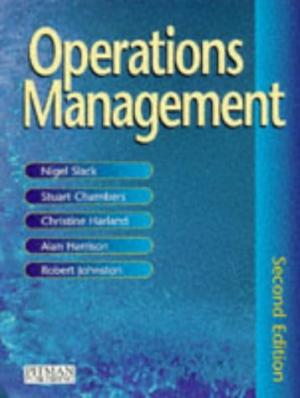 Operations
Management
Nigel Slack
Stuart Chambers
Christine Harland
Alan Harrison
Robert Johnston
Second Edition
PITMAN